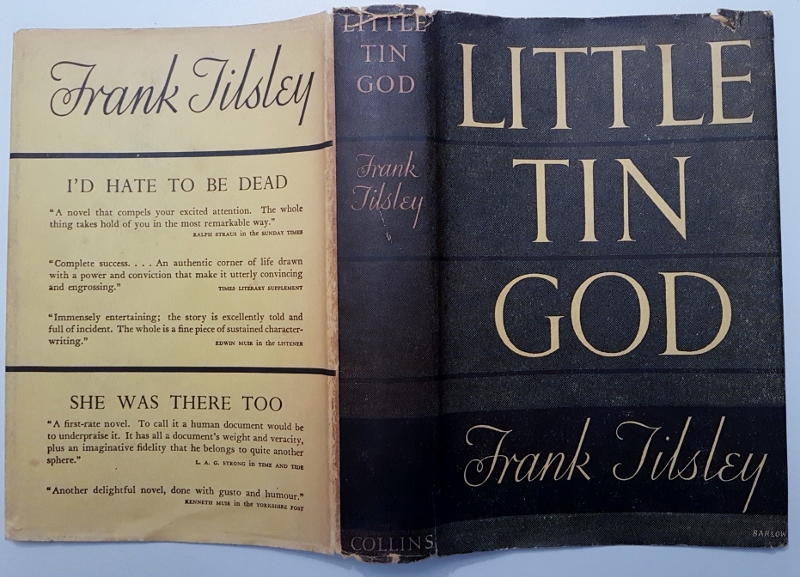 Frank Tilsley
I'D HATE TO BE DEAD
"A novel that compels your excited attention. The whole
thing takes hold of you in the most remarkable way."
RALPH STRAUS in the SUNDAY TIMES
"Complete success. . . . An authentic corner of life drawn
with a power and conviction that make it utterly convincing
and engrossing."
TIMES LITERARY SUPPLEMENT
"Immensely entertaining; the story is excellently told and
full of incident. The whole is a fine piece of sustained character-
writing."
EDWIN MUIR in the LISTENER
SHE WAS THERE TOO
"A first-rate novel. To call it a human document would be
to underpraise it. It has all a document's weight and veracity,
plus an imaginative fidelity that he belongs to quite another
sphere."
L. A. G. STRONG in TIME AND TIDE
"Another delightful novel, done with gusto and humour."
KENNETH MUIR in the YORKSHIRE POST
LITTLE
TIN
GOD
Frank
Tilsley
COLLINS
LITTLE
TIN
GOD
Frank Tilsley
BARLOW